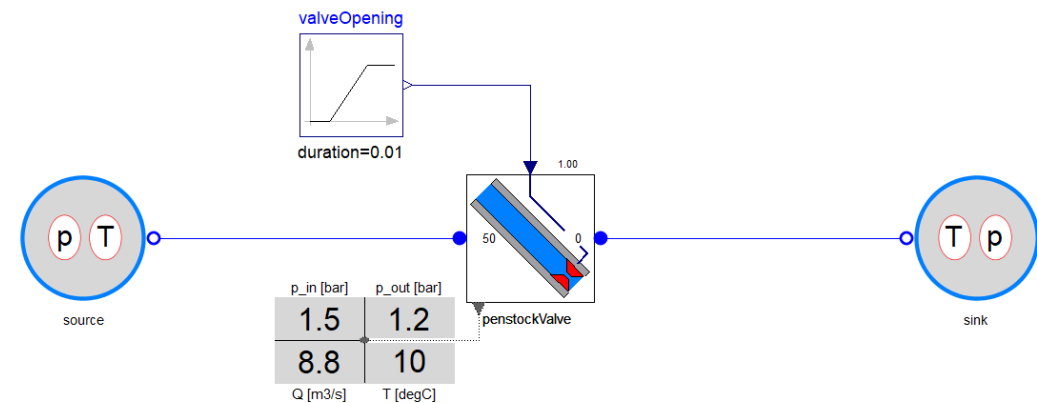 valveOpening
duration=0.01
1.00
p T
50 0
T p
source
penstockValve
sink
p_in [bar] p_out [bar]
1.5 1.2
8.8 10
Q [m3/s] T [degC]